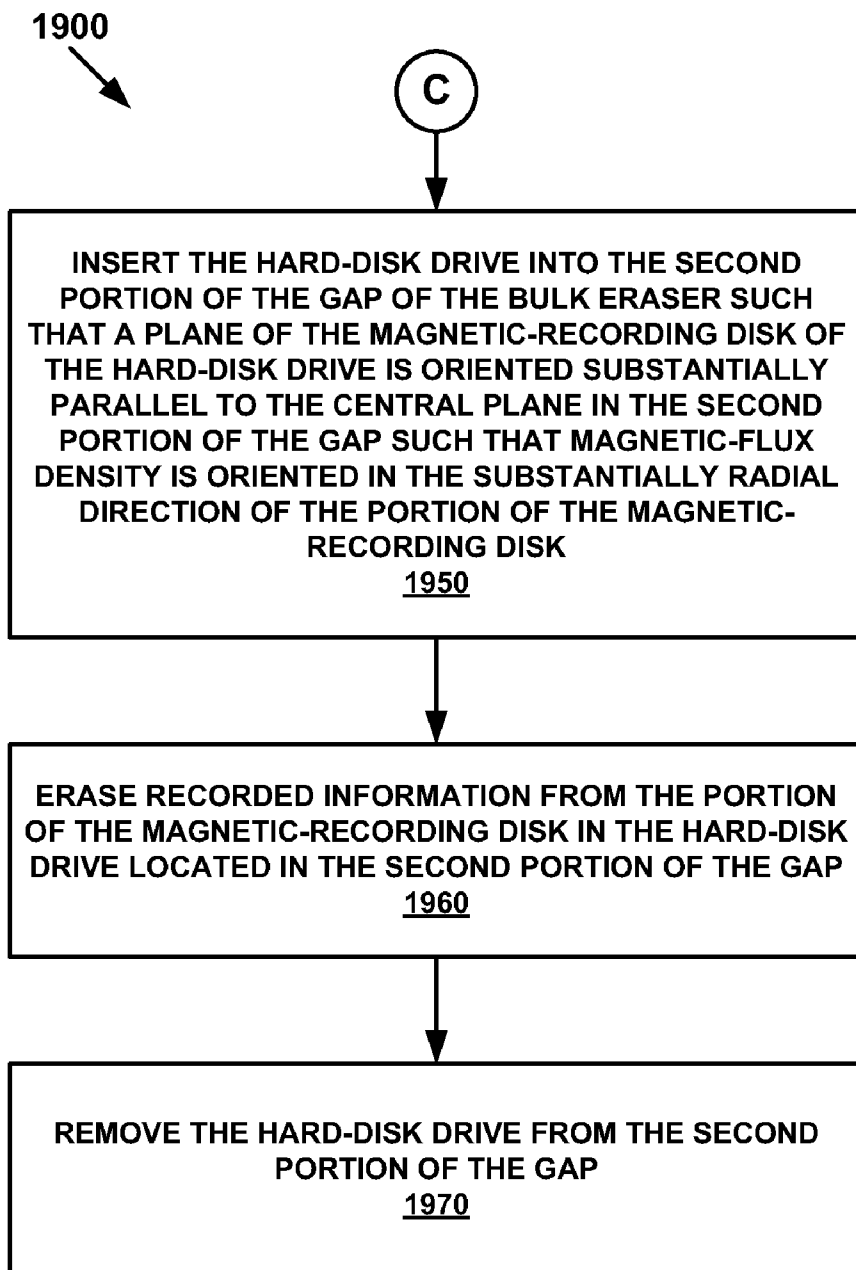 1900
C
INSERT THE HARD-DISK DRIVE INTO THE SECOND
PORTION OF THE GAP OF THE BULK ERASER SUCH
THAT A PLANE OF THE MAGNETIC-RECORDING DISK OF
THE HARD-DISK DRIVE IS ORIENTED SUBSTANTIALLY
PARALLEL TO THE CENTRAL PLANE IN THE SECOND
PORTION OF THE GAP SUCH THAT MAGNETIC-FLUX
DENSITY IS ORIENTED IN THE SUBSTANTIALLY RADIAL
DIRECTION OF THE PORTION OF THE MAGNETIC-
RECORDING DISK
1950
ERASE RECORDED INFORMATION FROM THE PORTION
OF THE MAGNETIC-RECORDING DISK IN THE HARD-DISK
DRIVE LOCATED IN THE SECOND PORTION OF THE GAP
1960
REMOVE THE HARD-DISK DRIVE FROM THE SECOND
PORTION OF THE GAP
1970